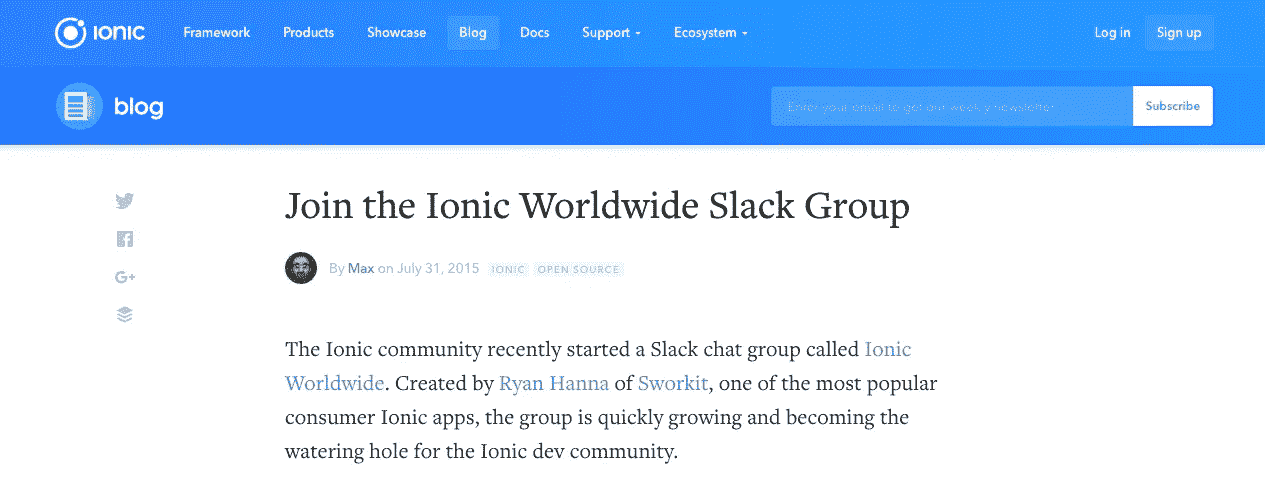 ionic Framework Products Showcase Blog Docs Support Ecosystem Log in Sign up
blog Enter your email to get our weekly newsletter Subscribe
Join the Ionic Worldwide Slack Group
By Max on July 31, 2015 IONIC OPEN SOURCE
G+
The Ionic community recently started a Slack chat group called Ionic
Worldwide. Created by Ryan Hanna of Sworkit, one of the most popular
consumer Ionic apps, the group is quickly growing and becoming the
watering hole for the Ionic dev community.